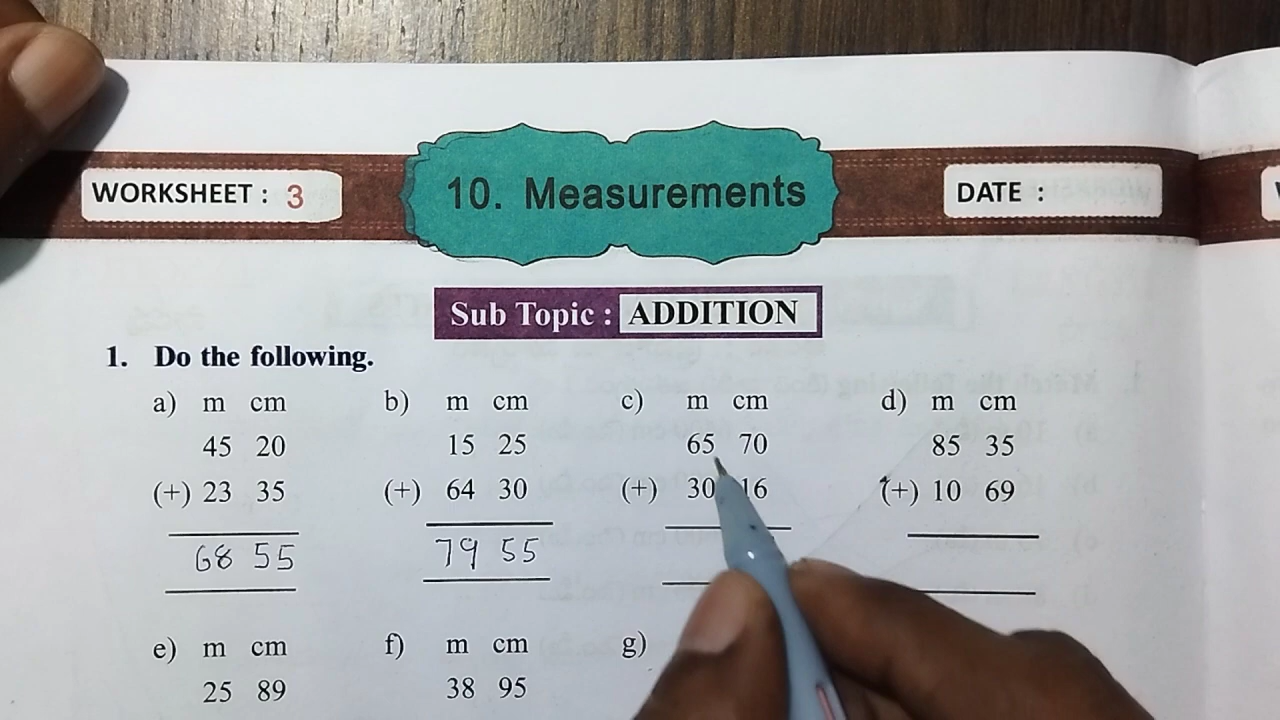 WORKSHEET : 3
10. Measurements
DATE :
Sub Topic : ADDITION
1. Do the following.
a) m cm
45 20
(+) 23 35
68 55
b) m cm
15 25
(+) 64 30
79 55
c) m cm
65 70
(+) 30 16
d) m cm
85 35
(+) 10 69
e) m cm
25 89
f) m cm
38 95
g)